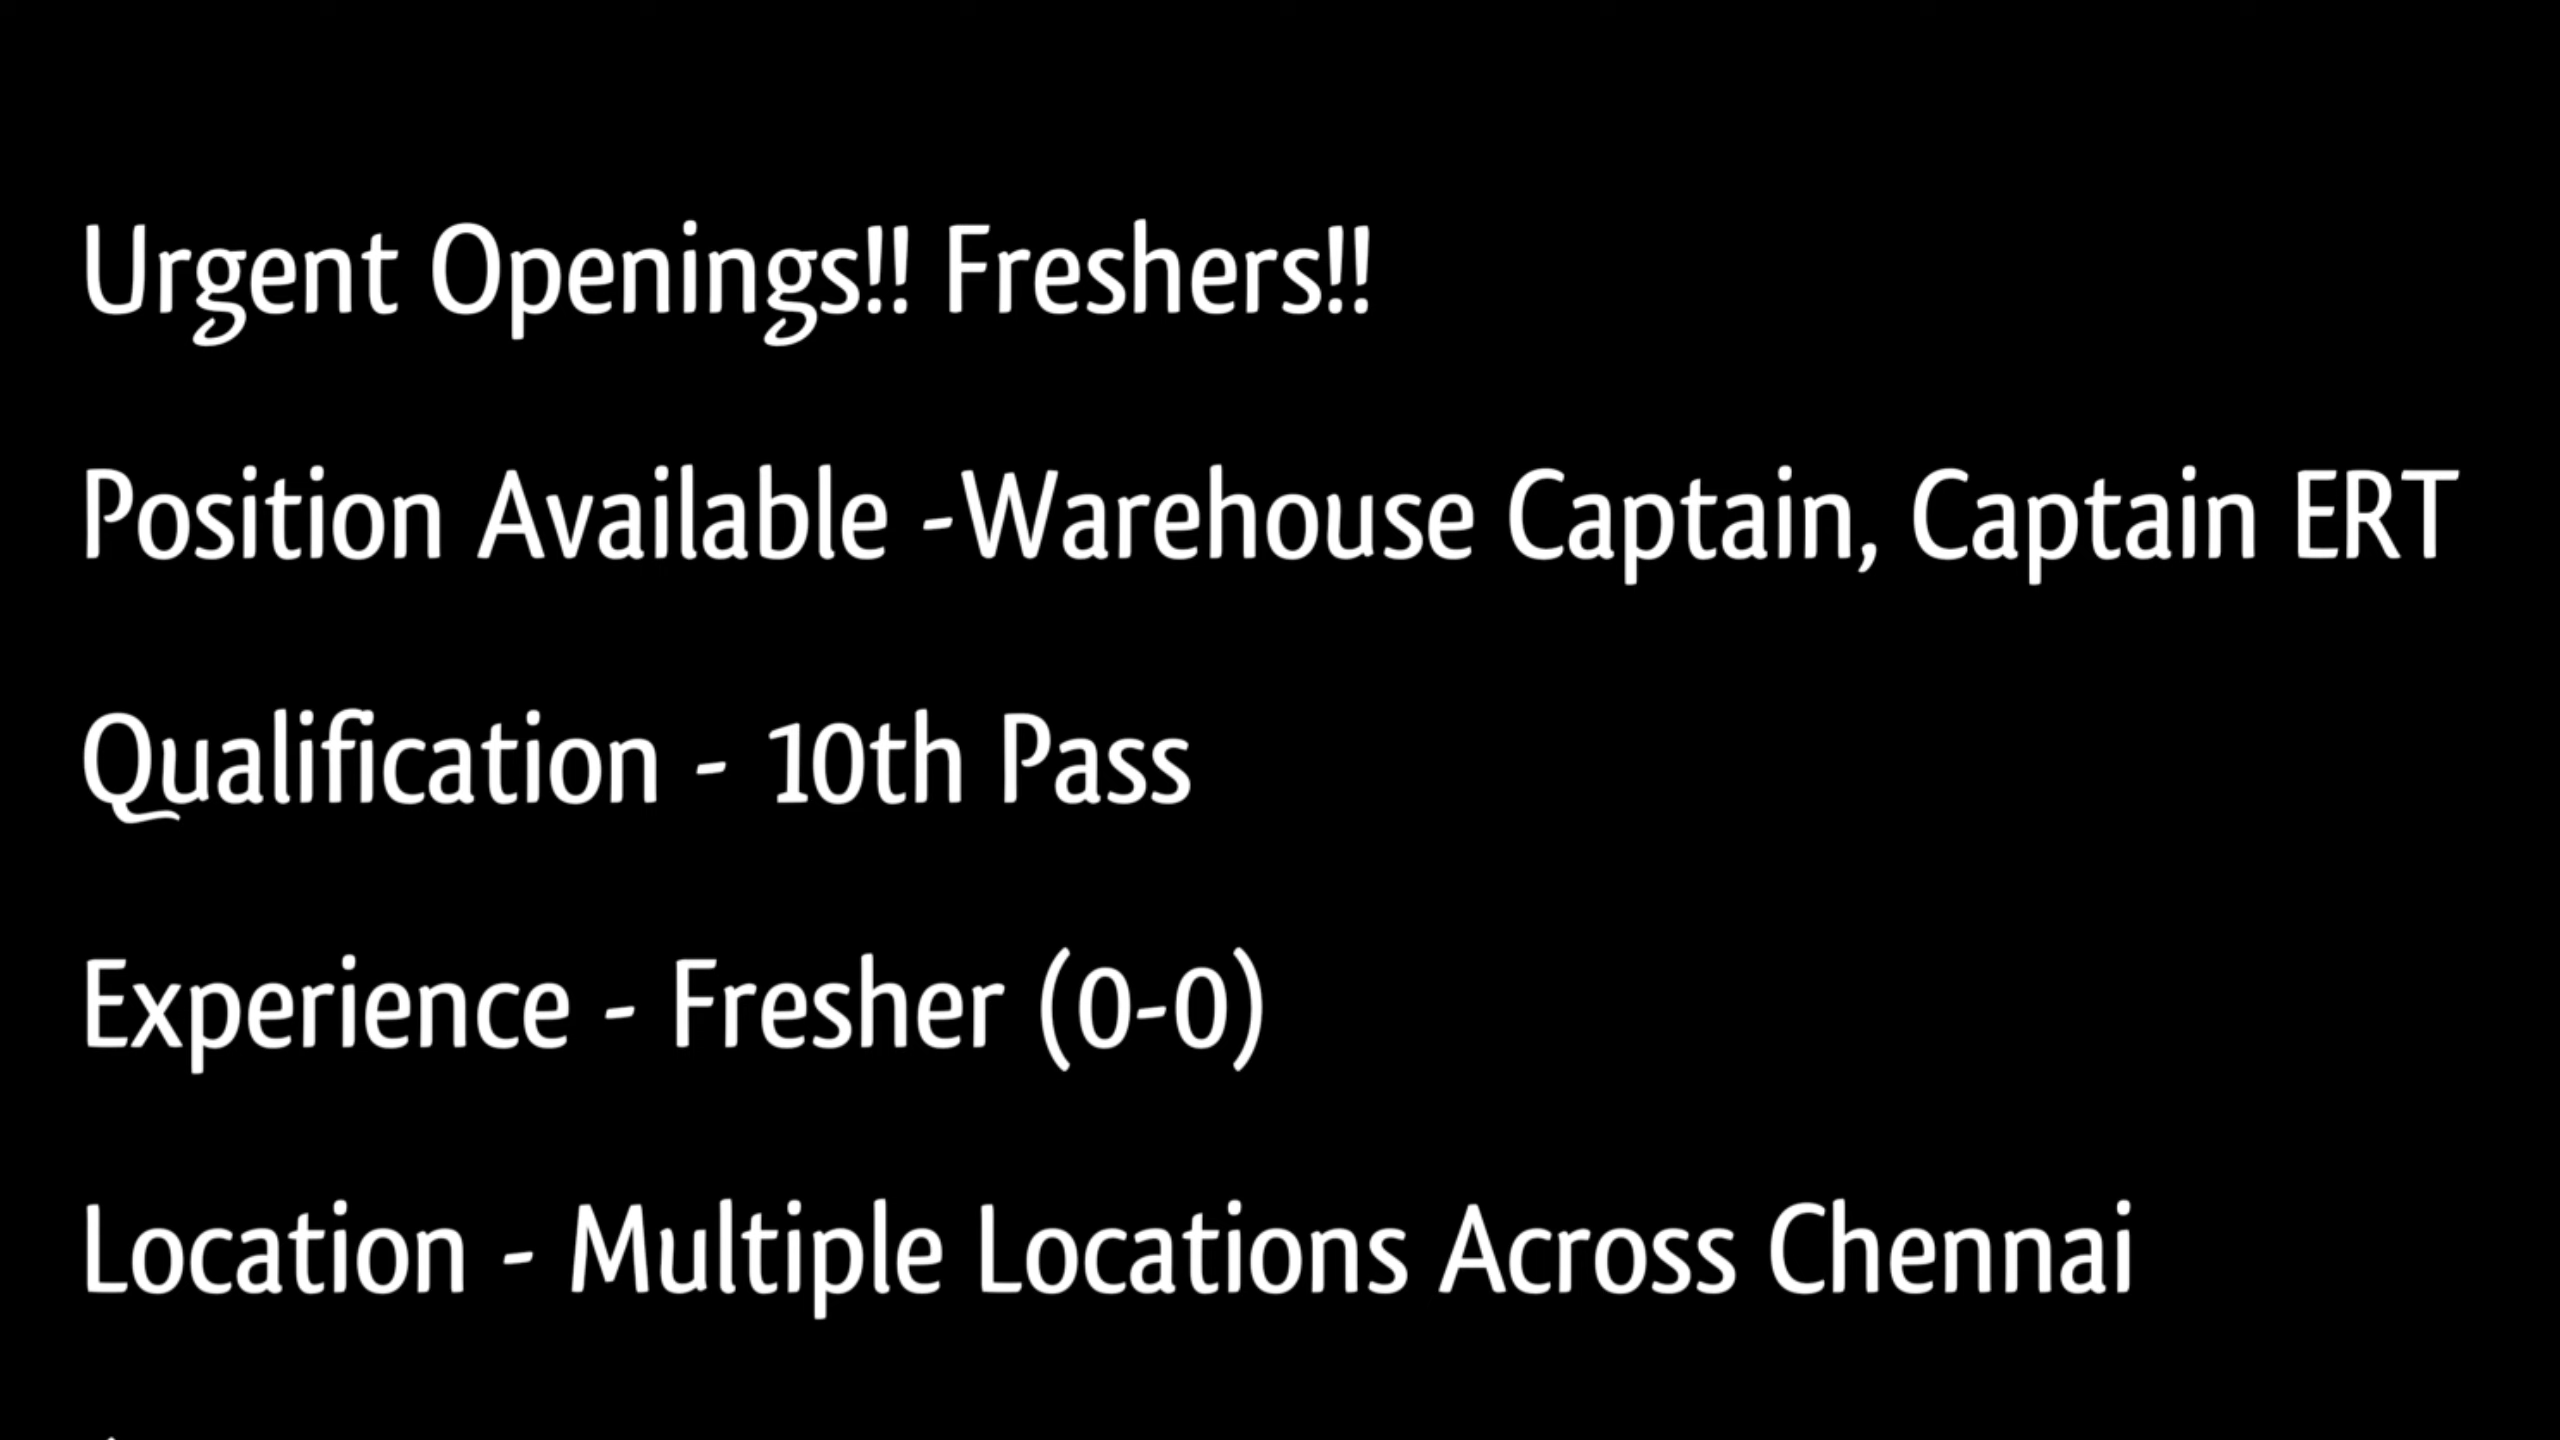 Urgent Openings!! Freshers!!
Position Available -Warehouse Captain, Captain ERT
Qualification - 10th Pass
Experience - Fresher (0-0)
Location - Multiple Locations Across Chennai